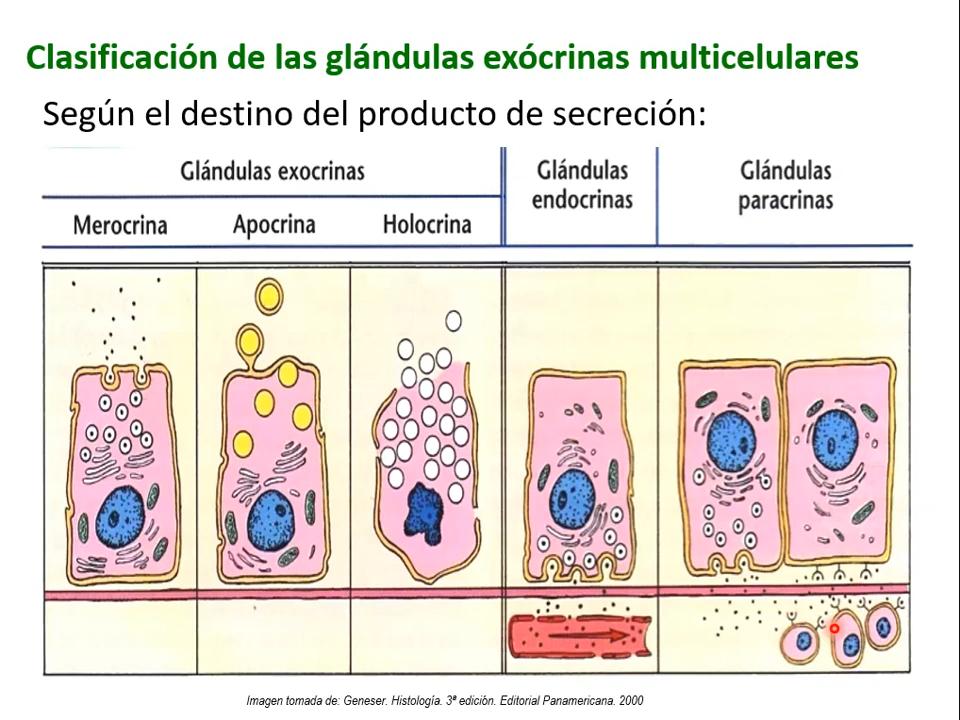 Clasificación de las glándulas exócrinas multicelulares
Según el destino del producto de secreción:
Glándulas exocrinas
Merocrina
Apocrina
Holocrina
Glándulas
endocrinas
Glándulas
paracrinas
Imagen tomada de: Geneser. Histología. 3ª edición. Editorial Panamericana. 2000